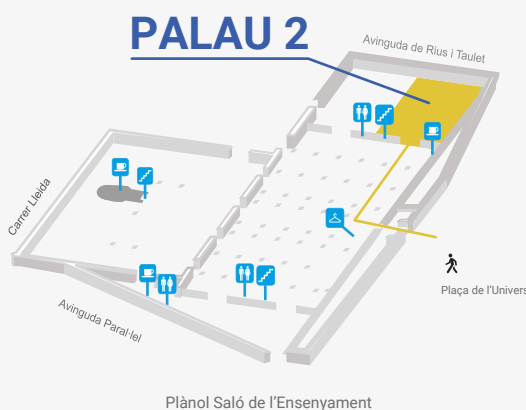 PALAU 2
Avinguda de Rius i Taulet
Carrer Lleida
Avinguda Paral·lel
Plaça de l'Univers
Plànol Saló de l'Ensenyament